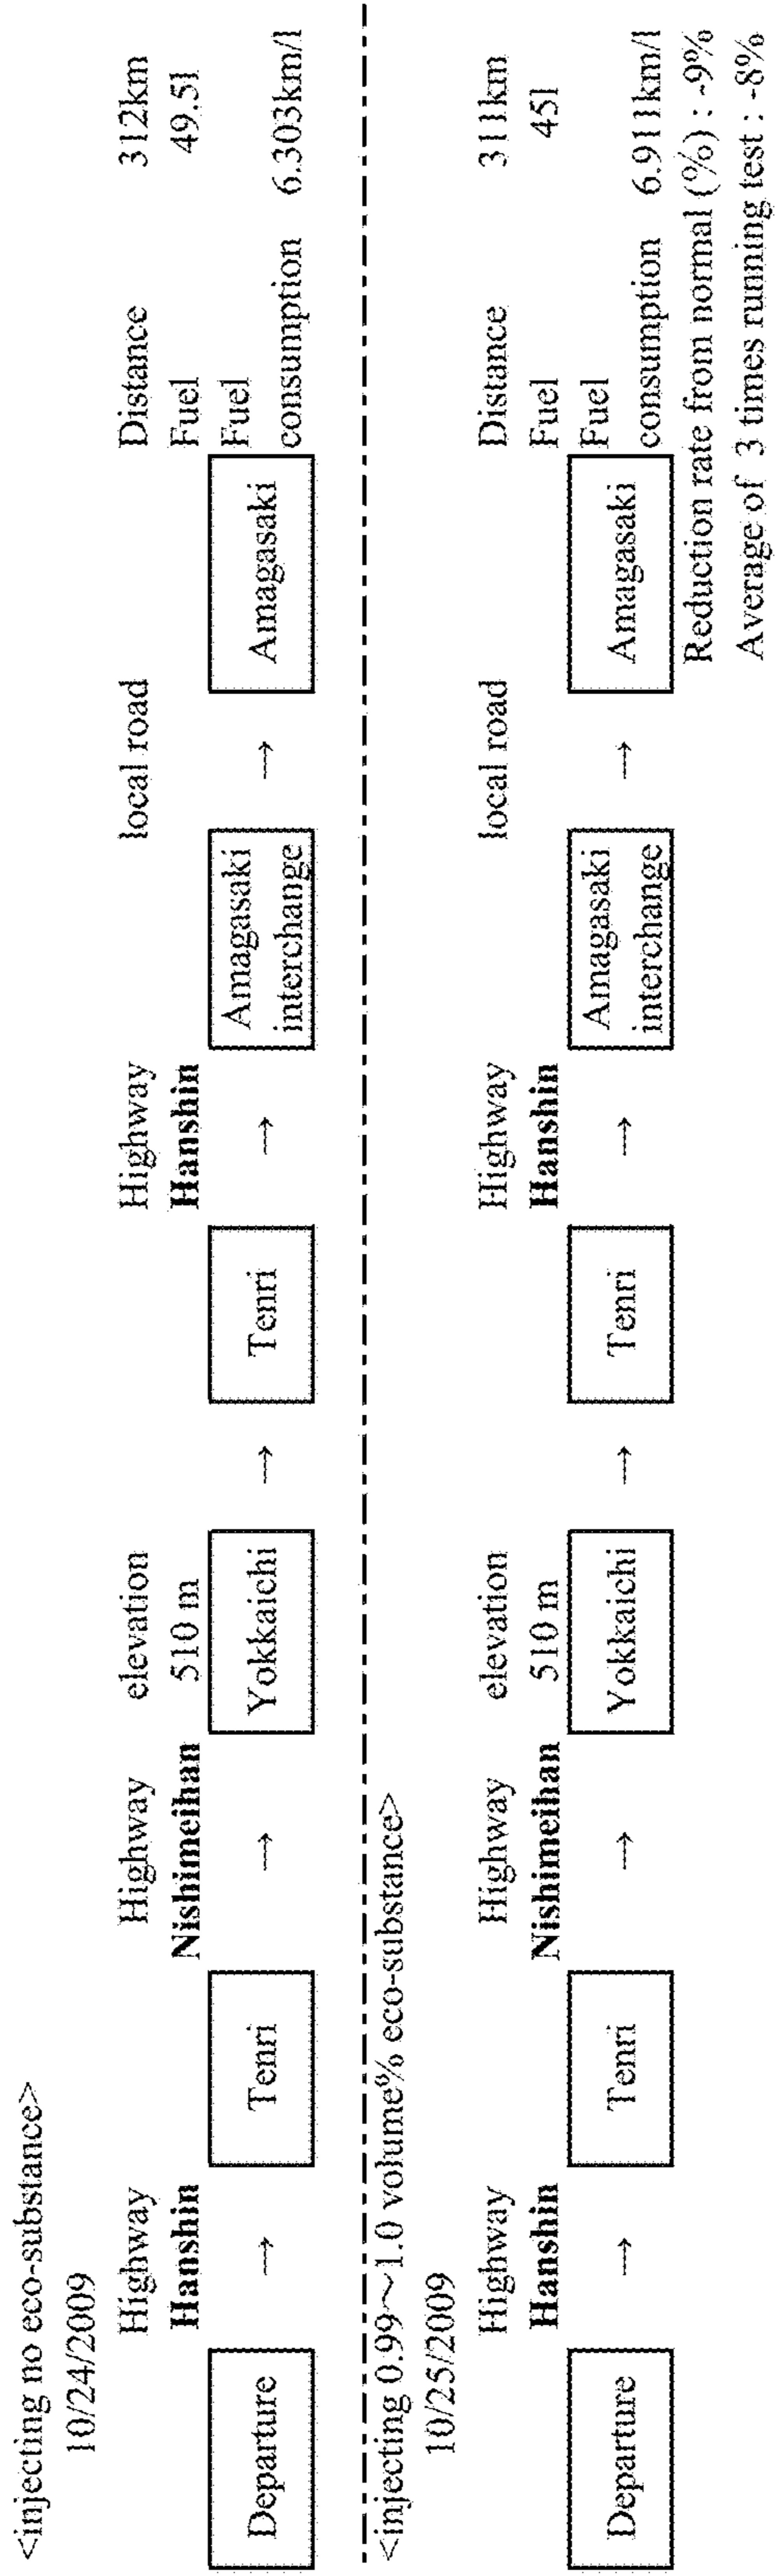 <injecting no eco-substance>
10/24/2009
Highway
Hanshin
Highway
Nishimeihan
elevation
510 m
Highway
Hanshin
local road
Departure
→
Tenri
→
Yokkaichi
→
Tenri
→
Amagasaki
interchange
→
Amagasaki
Distance 312km
Fuel 49.5l
Fuel
consumption 6.303km/l
<injecting 0.99~1.0 volume% eco-substance>
10/25/2009
Highway
Hanshin
Highway
Nishimeihan
elevation
510 m
Highway
Hanshin
local road
Departure
→
Tenri
→
Yokkaichi
→
Tenri
→
Amagasaki
interchange
→
Amagasaki
Distance 311km
Fuel 45l
Fuel
consumption 6.911km/l
Reduction rate from normal (%) : -9%
Average of 3 times running test : -8%